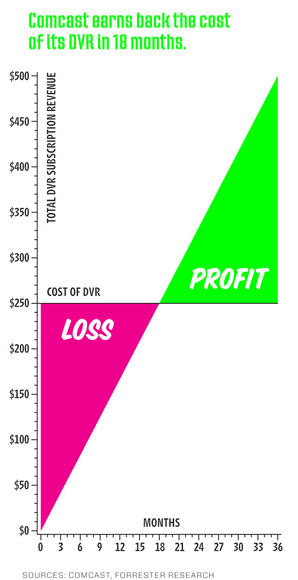 Comcast earns back the cost
of its DVR in 18 months.
TOTAL DVR SUBSCRIPTION REVENUE
$500
$450
$400
$350
$300
PROFIT
COST OF DVR
$250
LOSS
$200
$150
$100
$50
$0
MONTHS
0 3 6 9 12 15 18 21 24 27 30 33 36
SOURCES: COMCAST, FORRESTER RESEARCH